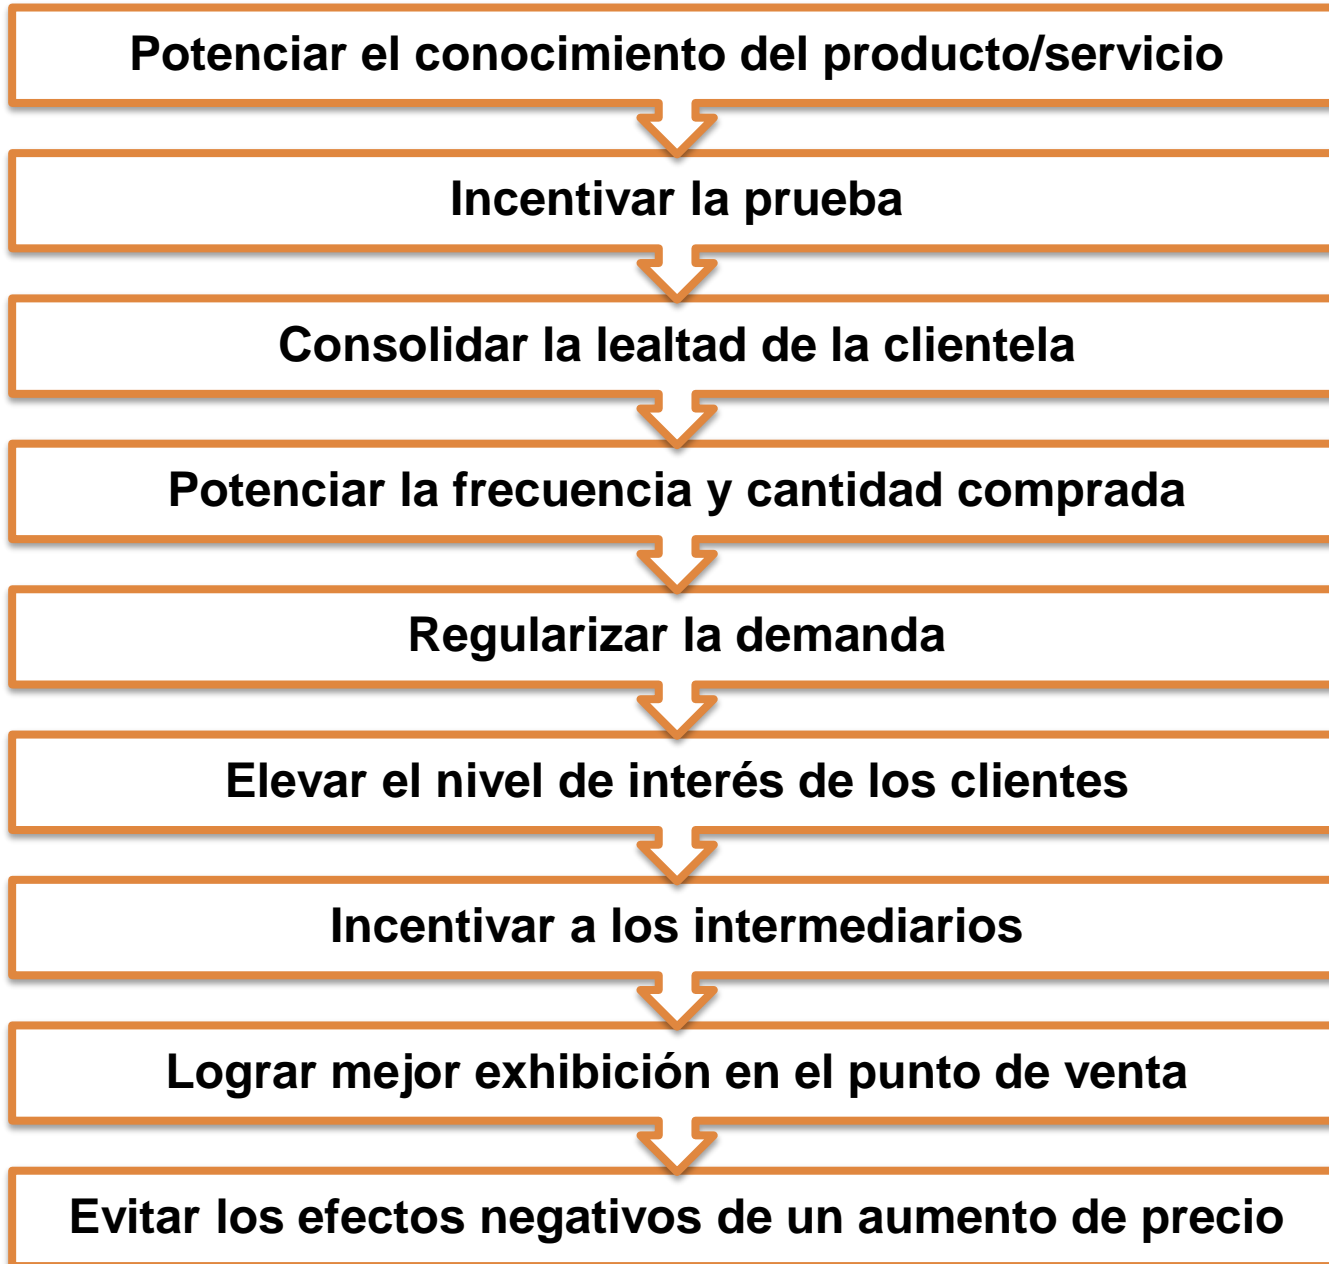 Potenciar el conocimiento del producto/servicio
Incentivar la prueba
Consolidar la lealtad de la clientela
Potenciar la frecuencia y cantidad comprada
Regularizar la demanda
Elevar el nivel de interés de los clientes
Incentivar a los intermediarios
Lograr mejor exhibición en el punto de venta
Evitar los efectos negativos de un aumento de precio